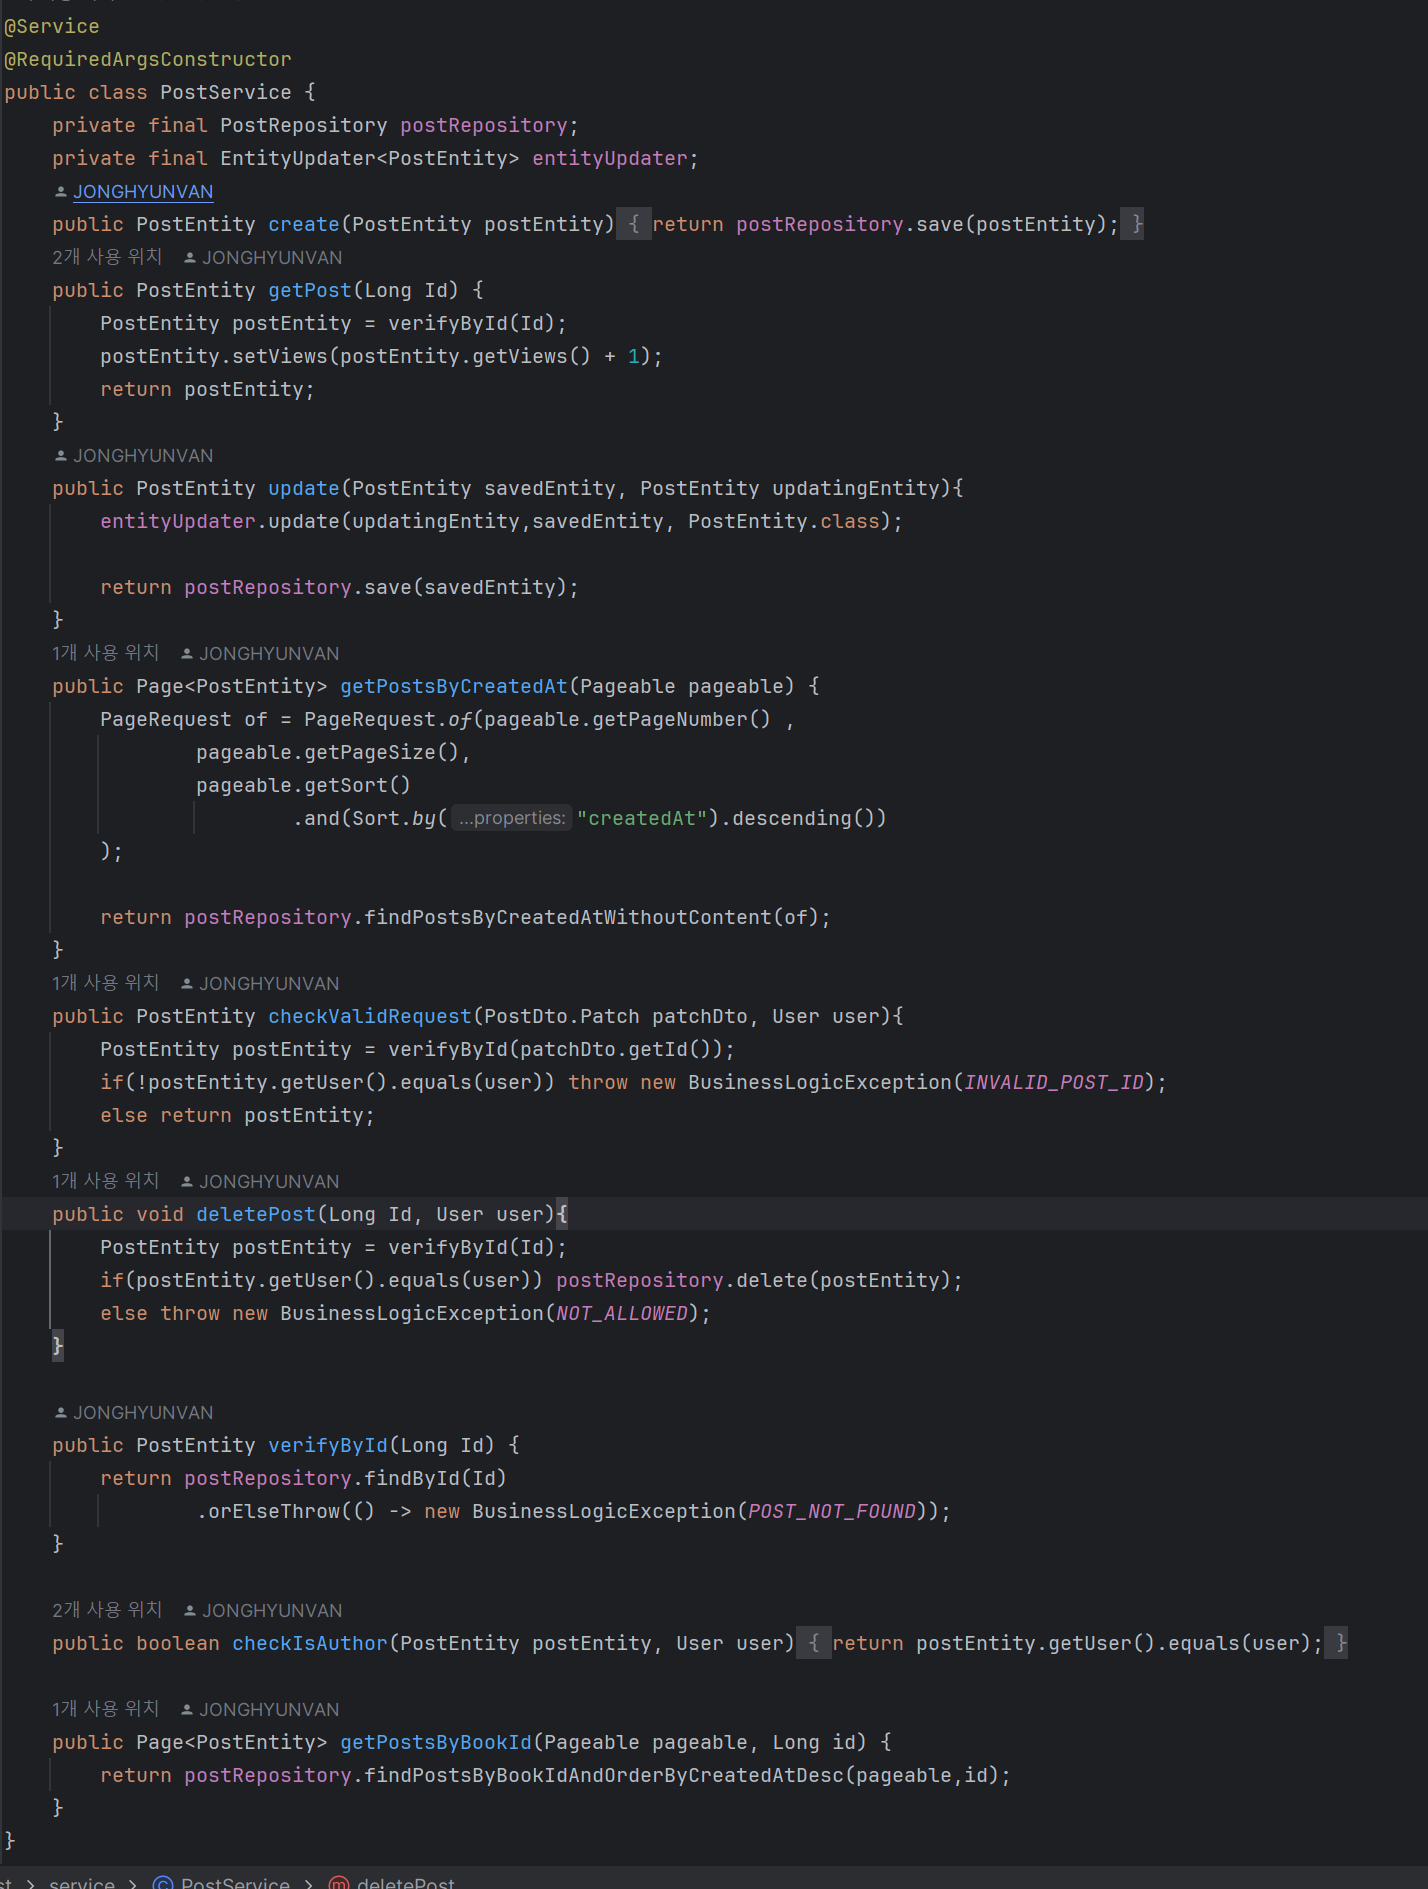 @Service
@RequiredArgsConstructor
public class PostService {
    private final PostRepository postRepository;
    private final EntityUpdater<PostEntity> entityUpdater;
    JONGHYUNVAN
    public PostEntity create(PostEntity postEntity) { return postRepository.save(postEntity); }
    2개 사용 위치 JONGHYUNVAN
    public PostEntity getPost(Long Id) {
        PostEntity postEntity = verifyById(Id);
        postEntity.setViews(postEntity.getViews() + 1);
        return postEntity;
    }
    JONGHYUNVAN
    public PostEntity update(PostEntity savedEntity, PostEntity updatingEntity){
        entityUpdater.update(updatingEntity,savedEntity, PostEntity.class);
        return postRepository.save(savedEntity);
    }
    1개 사용 위치 JONGHYUNVAN
    public Page<PostEntity> getPostsByCreatedAt(Pageable pageable) {
        PageRequest of = PageRequest.of(pageable.getPageNumber() ,
                pageable.getPageSize(),
                pageable.getSort()
                        .and(Sort.by( ...properties: "createdAt").descending())
        );
        return postRepository.findPostsByCreatedAtWithoutContent(of);
    }
    1개 사용 위치 JONGHYUNVAN
    public PostEntity checkValidRequest(PostDto.Patch patchDto, User user){
        PostEntity postEntity = verifyById(patchDto.getId());
        if(!postEntity.getUser().equals(user)) throw new BusinessLogicException(INVALID_POST_ID);
        else return postEntity;
    }
    1개 사용 위치 JONGHYUNVAN
    public void deletePost(Long Id, User user){
        PostEntity postEntity = verifyById(Id);
        if(postEntity.getUser().equals(user)) postRepository.delete(postEntity);
        else throw new BusinessLogicException(NOT_ALLOWED);
    }
    JONGHYUNVAN
    public PostEntity verifyById(Long Id) {
        return postRepository.findById(Id)
                .orElseThrow(() -> new BusinessLogicException(POST_NOT_FOUND));
    }
    2개 사용 위치 JONGHYUNVAN
    public boolean checkIsAuthor(PostEntity postEntity, User user) { return postEntity.getUser().equals(user); }
    1개 사용 위치 JONGHYUNVAN
    public Page<PostEntity> getPostsByBookId(Pageable pageable, Long id) {
        return postRepository.findPostsByBookIdAndOrderByCreatedAtDesc(pageable,id);
    }
}
> service > PostService > deletePost